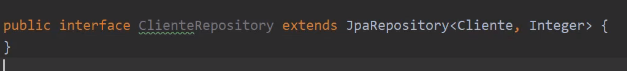 public interface ClienteRepository extends JpaRepository<Cliente, Integer> {
}